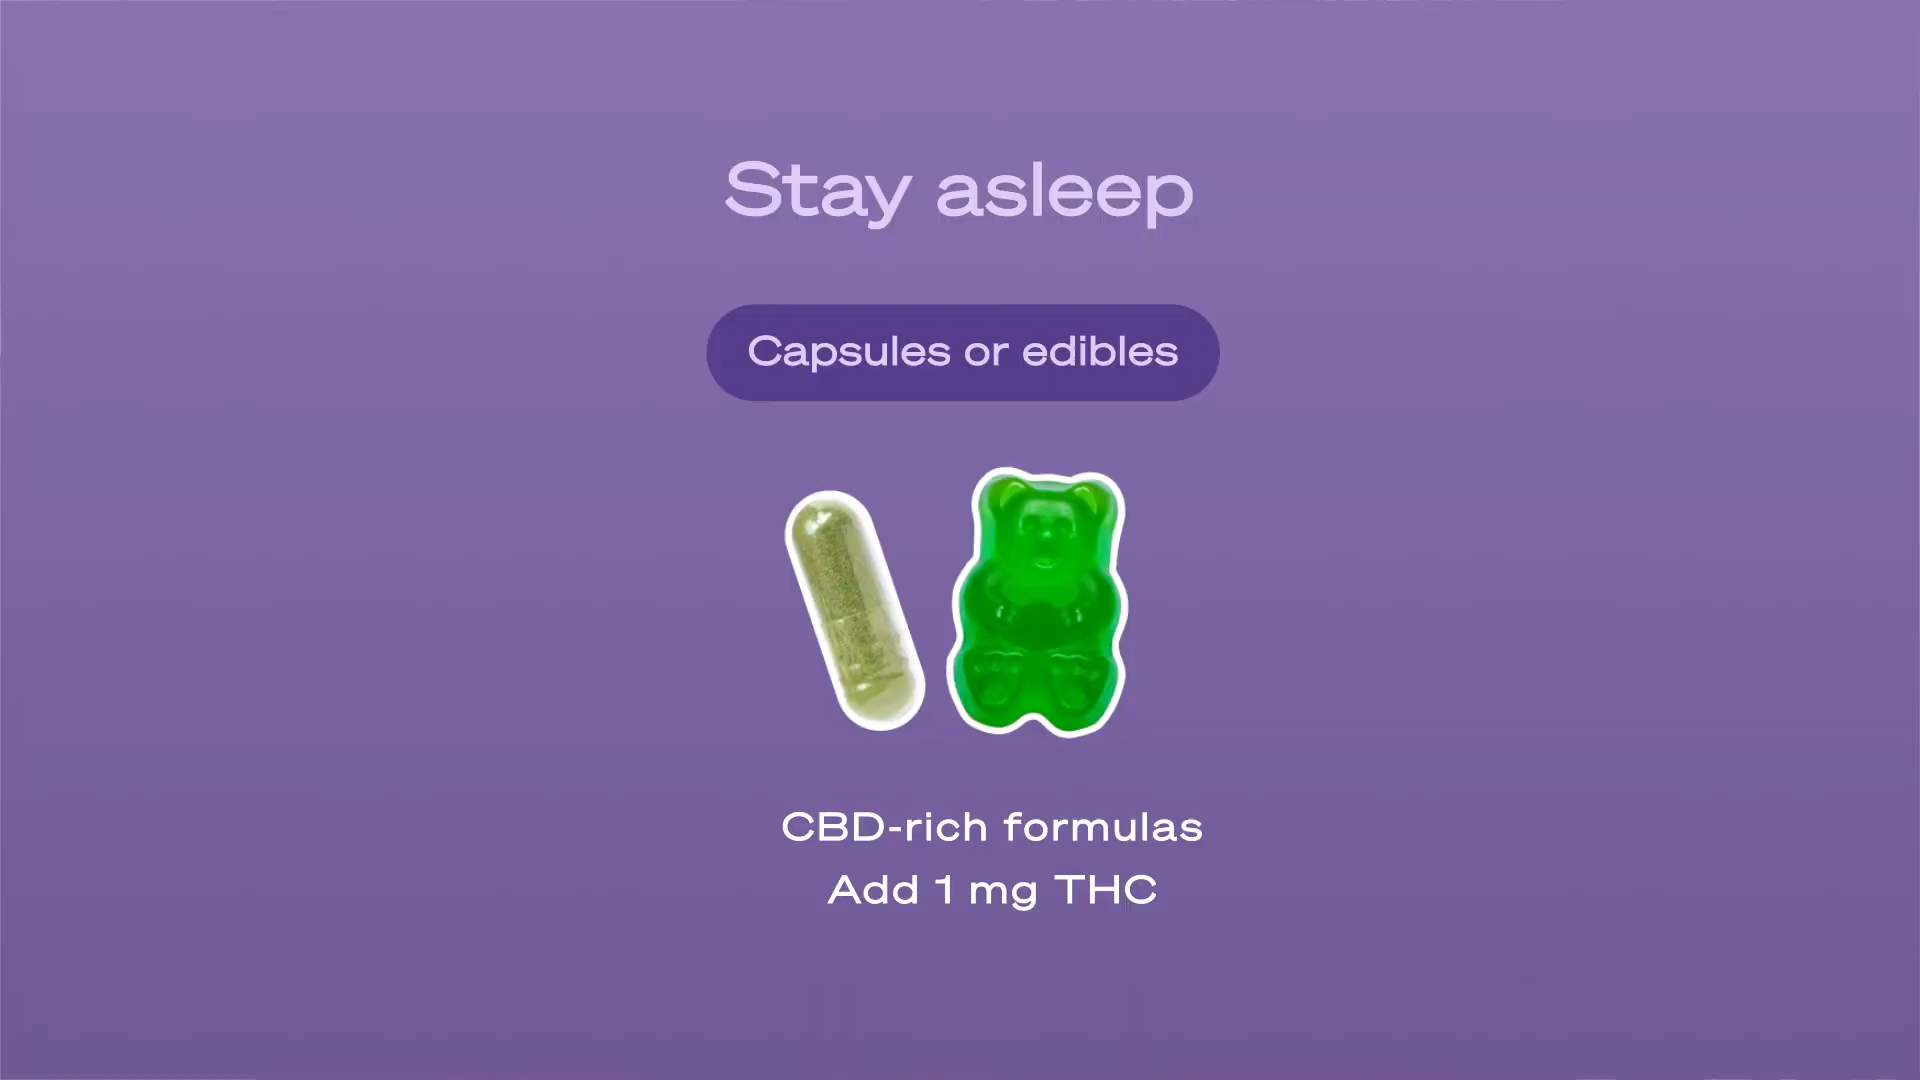 Stay asleep
Capsules or edibles
CBD-rich formulas
Add 1 mg THC